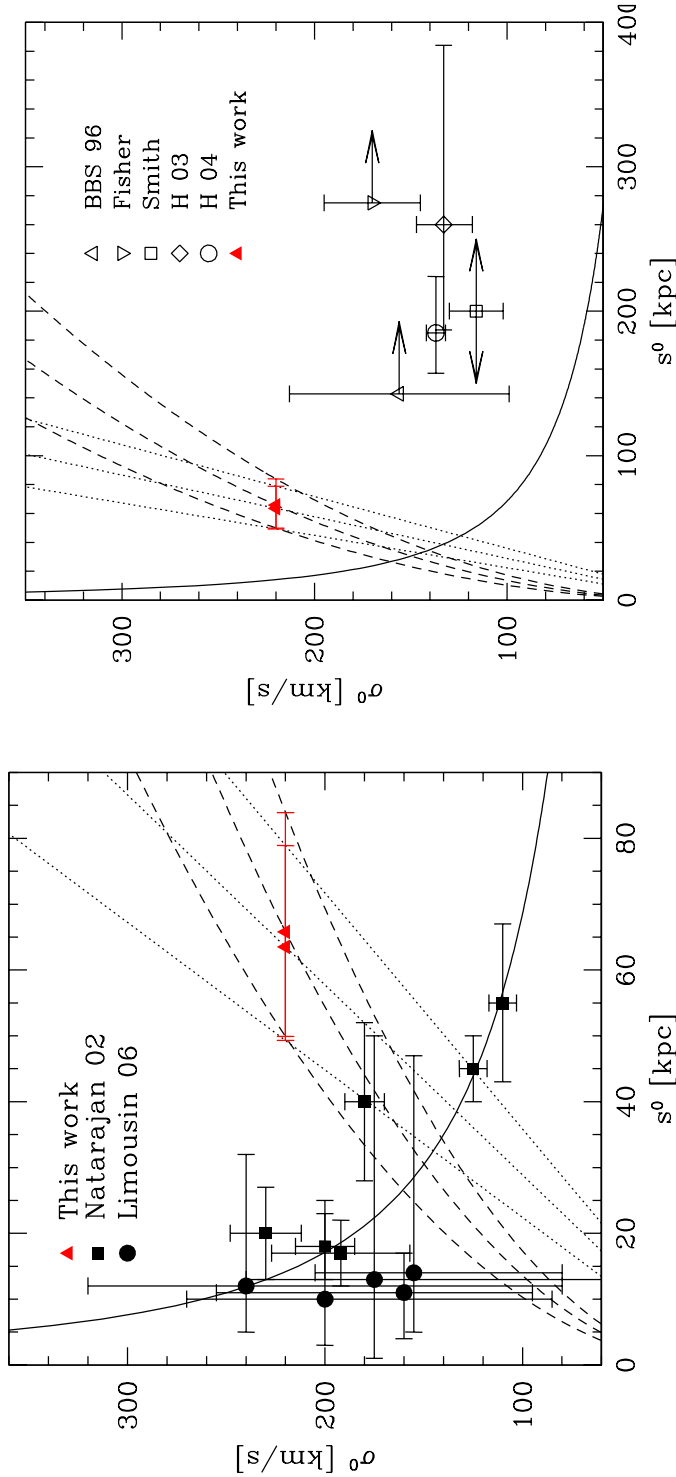 This work
Natarajan 02
Limousin 06
300
200
100
σ⁰ [km/s]
0
20
40
60
80
s⁰ [kpc]
BBS 96
Fisher
Smith
H 03
H 04
This work
300
200
100
σ⁰ [km/s]
0
100
200
300
400
s⁰ [kpc]